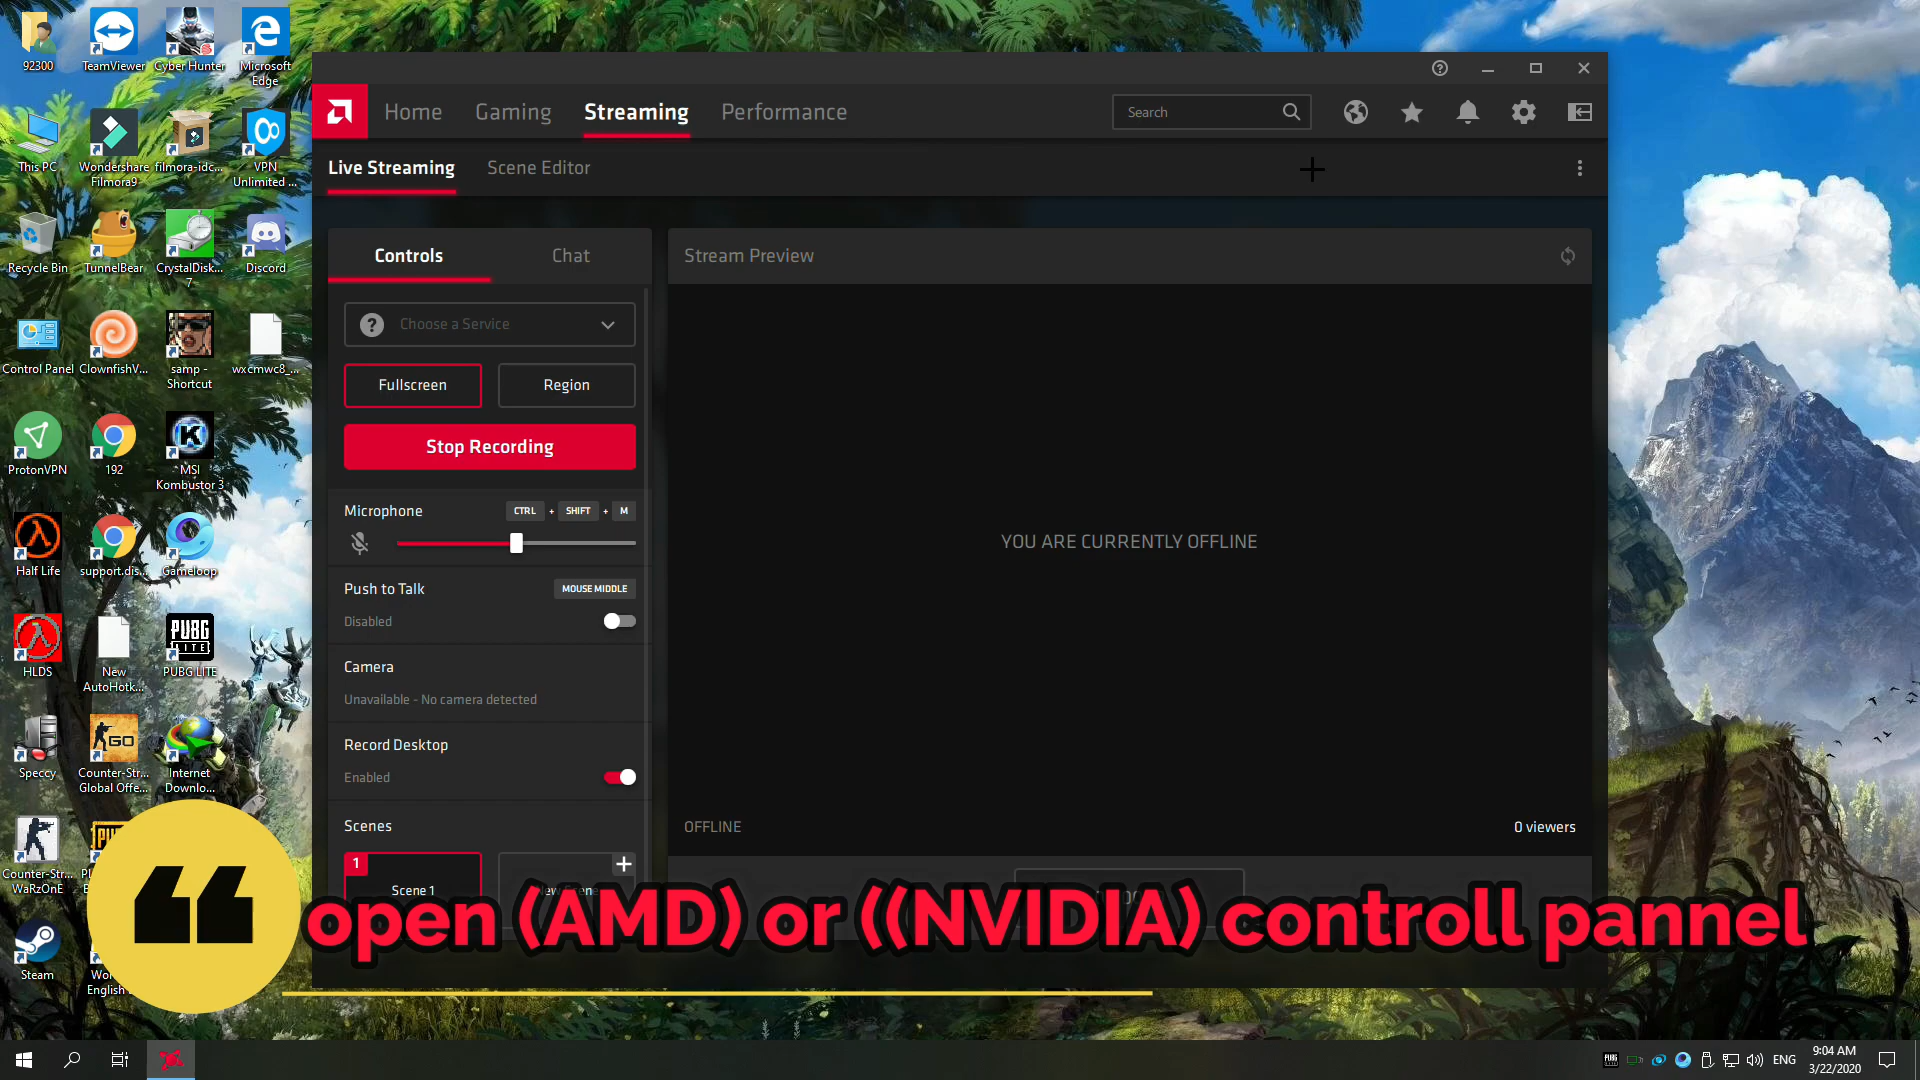 92300
TeamViewer
Cyber Hunter
Microsoft
Edge
This PC
Wondershare
Filmora9
filmora-idc...
VPN
Unlimited ...
Recycle Bin
TunnelBear
CrystalDisk...
7
Discord
Control Panel
ClownfishV...
samp -
Shortcut
wxcmwc8_...
ProtonVPN
192
MSI
Kombustor 3
Half Life
support.dis...
Gameloop
HLDS
New
AutoHotk...
PUBG
LITE
PUBG LITE
Speccy
GO
Counter-Str...
Global Offe...
Internet
Downlo...
Counter-Str...
WaRzOnE
Steam
English
Home
Gaming
Streaming
Performance
Search
Live Streaming
Scene Editor
Controls
Chat
Choose a Service
Fullscreen
Region
Stop Recording
Microphone
CTRL + SHIFT + M
Push to Talk
MOUSE MIDDLE
Disabled
Camera
Unavailable - No camera detected
Record Desktop
Enabled
Scenes
1
Scene 1
Stream Preview
YOU ARE CURRENTLY OFFLINE
OFFLINE
0 viewers
open (AMD) or ((NVIDIA) controll pannel
ENG
9:04 AM
3/22/2020